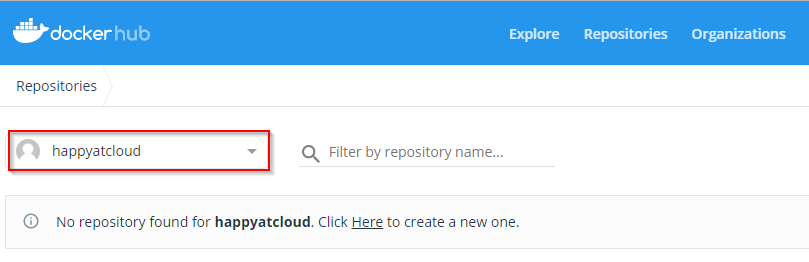 dockerhub
Explore Repositories Organizations
Repositories
happyatcloud
Filter by repository name...
No repository found for happyatcloud. Click Here to create a new one.